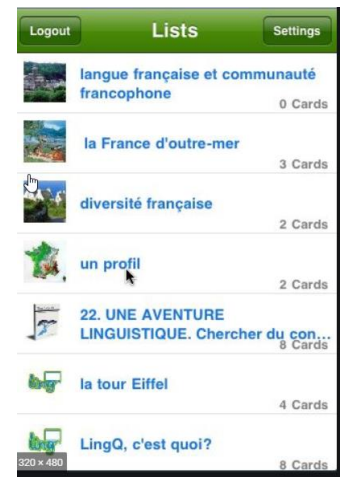 Logout Lists Settings
langue française et communauté
francophone
0 Cards
la France d'outre-mer
3 Cards
diversité française
2 Cards
un profil
2 Cards
22. UNE AVENTURE
LINGUISTIQUE. Chercher du con...
8 Cards
la tour Eiffel
4 Cards
LingQ, c'est quoi?
320 × 480
8 Cards